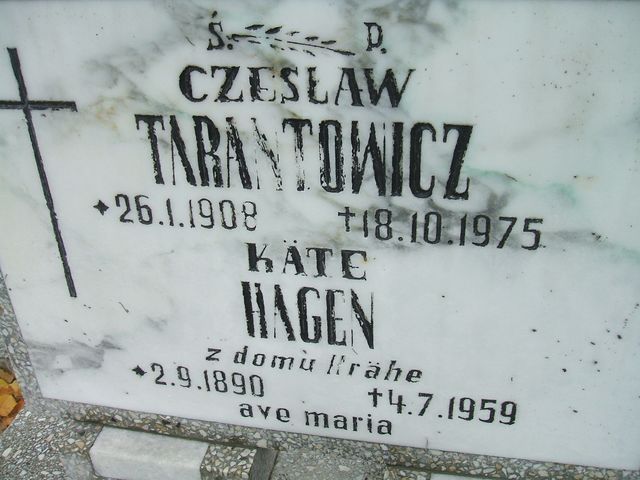 Ś. P.
CZESŁAW
TARANTOWICZ
26.1.1908 †18.10.1975
KÄTE
HAGEN
z domu Krähe
2.9.1890 †4.7.1959
ave maria